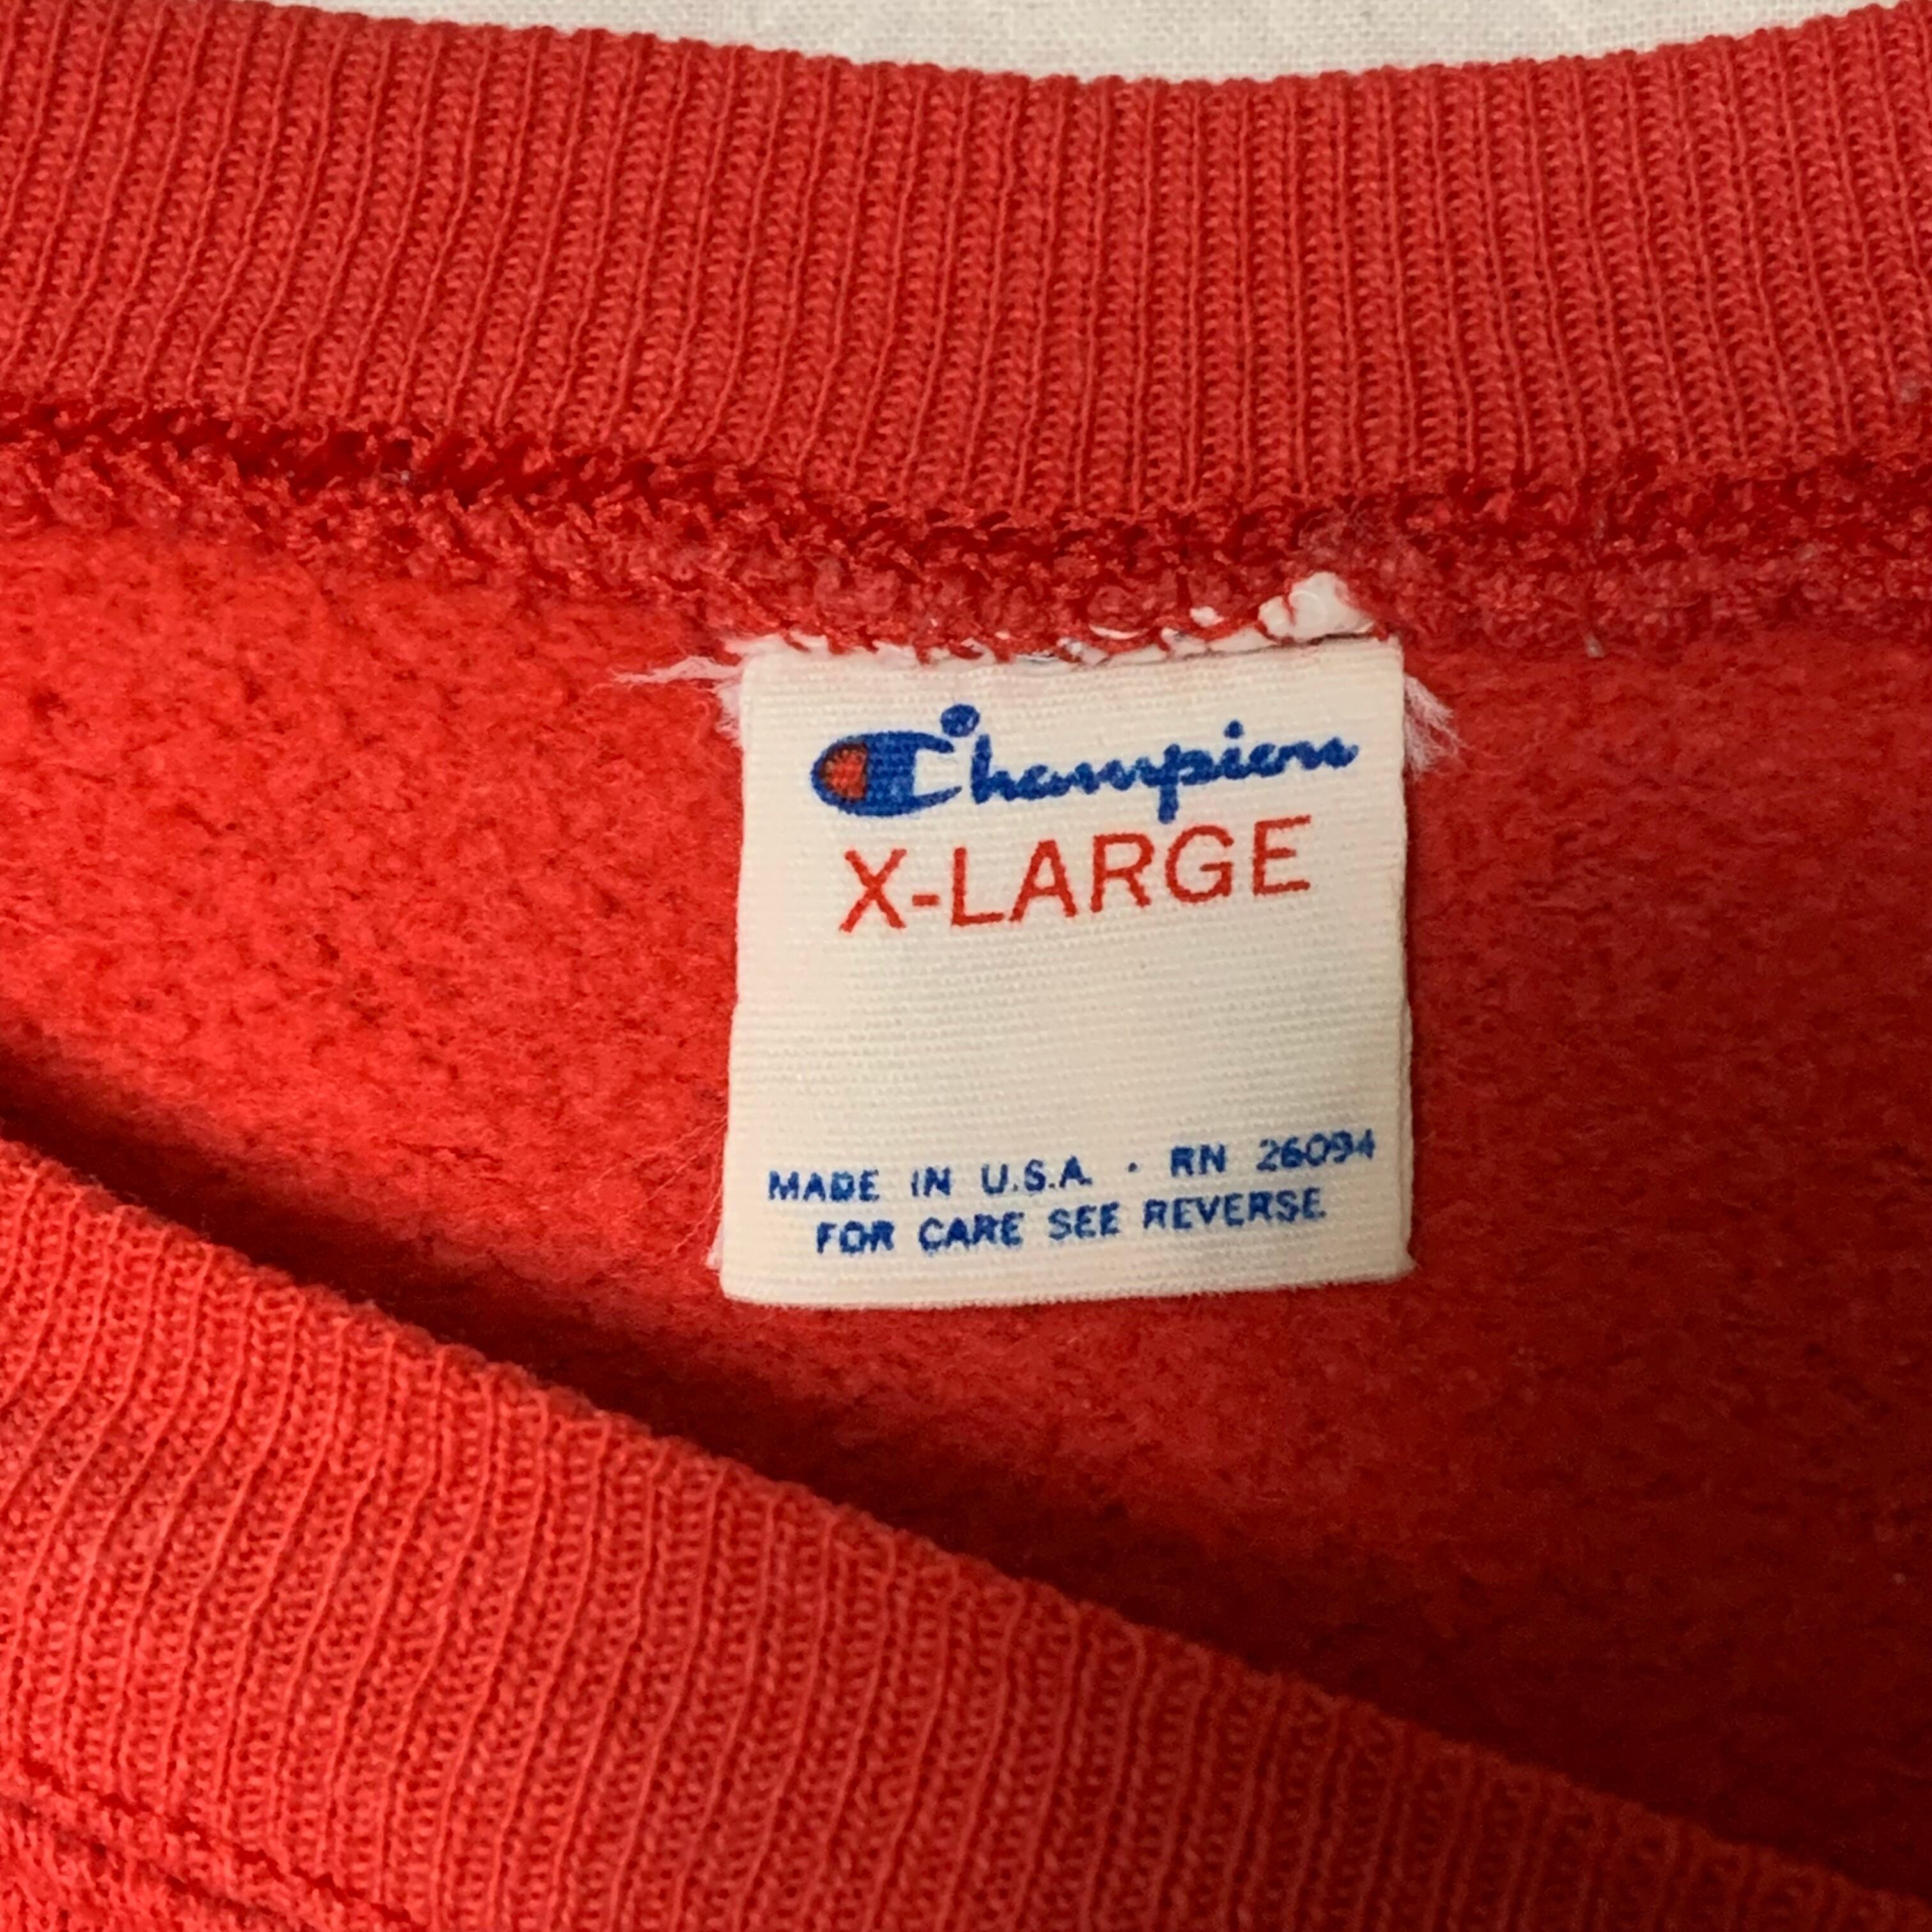 Champion
X-LARGE
MADE IN U.S.A. · RN 26094
FOR CARE SEE REVERSE